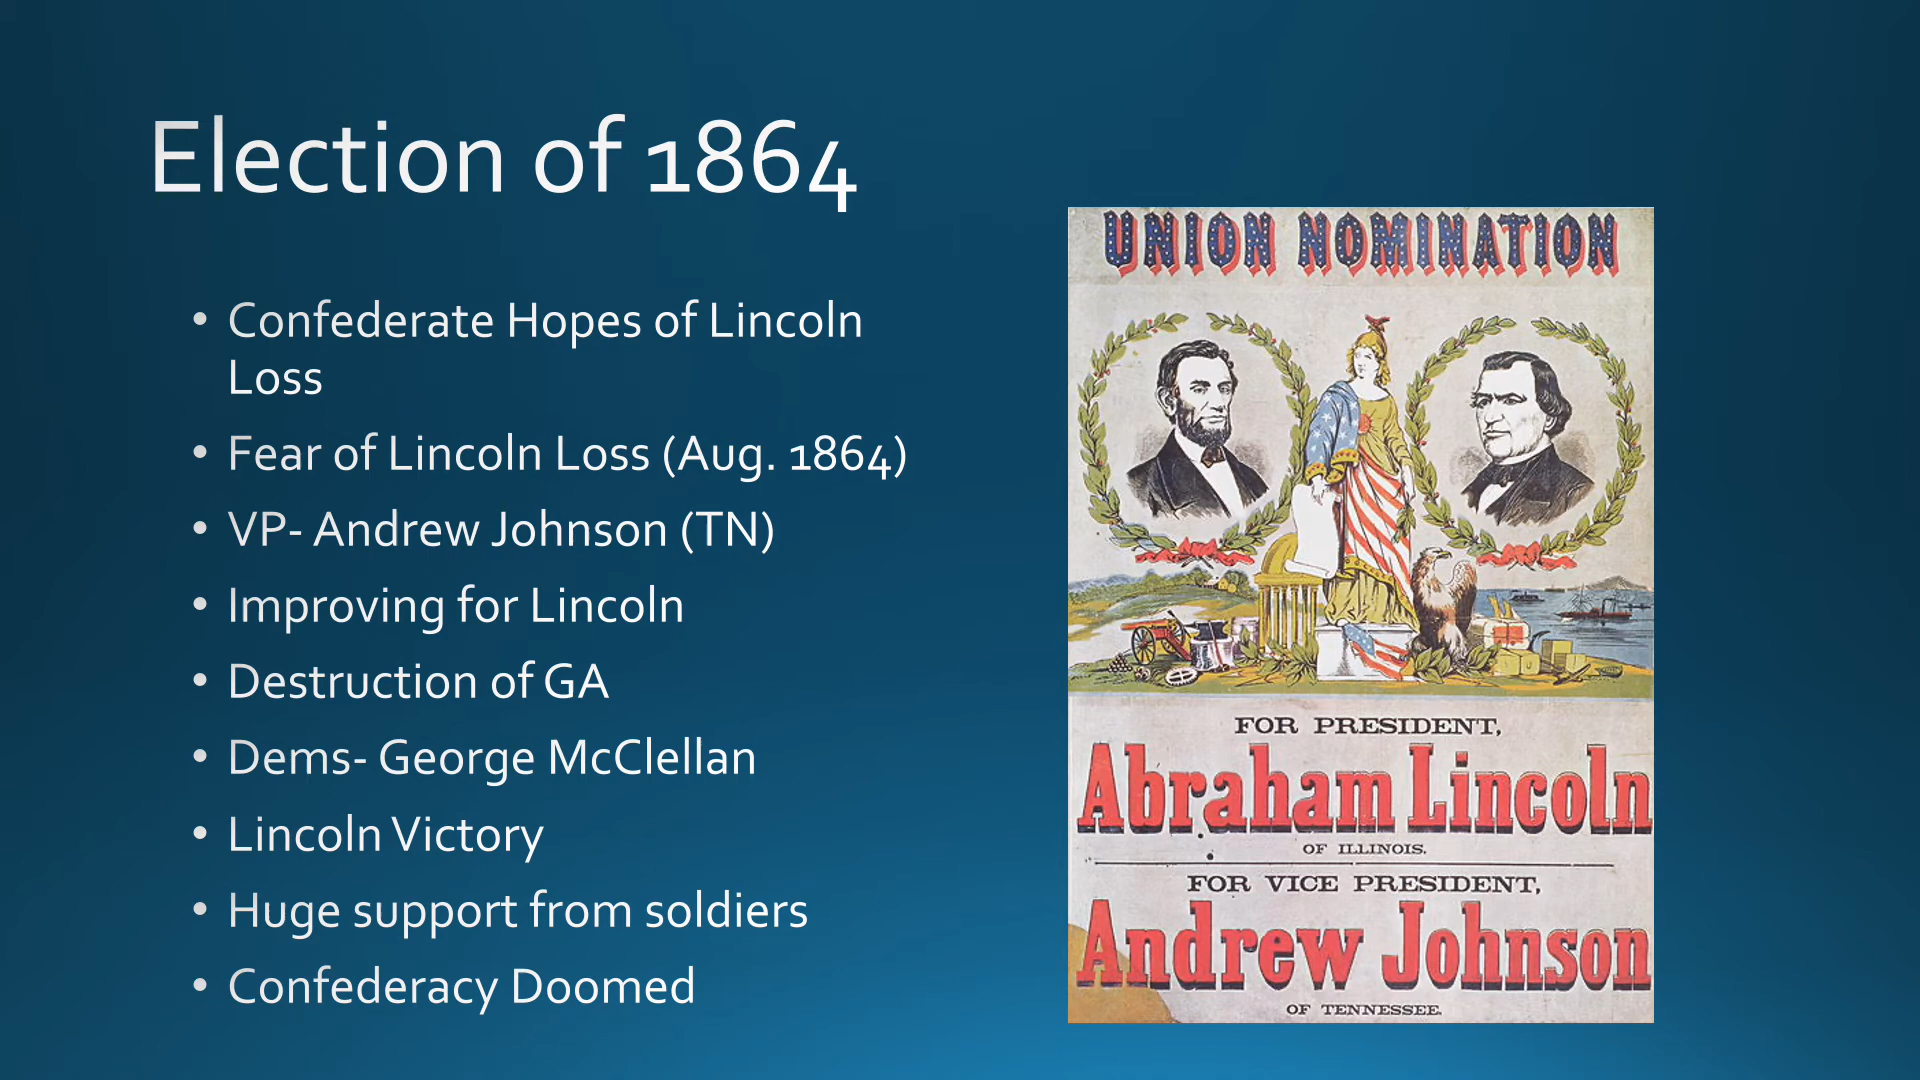 Election of 1864
• Confederate Hopes of Lincoln
Loss
• Fear of Lincoln Loss (Aug. 1864)
• VP- Andrew Johnson (TN)
• Improving for Lincoln
• Destruction of GA
• Dems- George McClellan
• Lincoln Victory
• Huge support from soldiers
• Confederacy Doomed
UNION NOMINATION
FOR PRESIDENT,
Abraham Lincoln
OF ILLINOIS.
FOR VICE PRESIDENT,
Andrew Johnson
OF TENNESSEE.